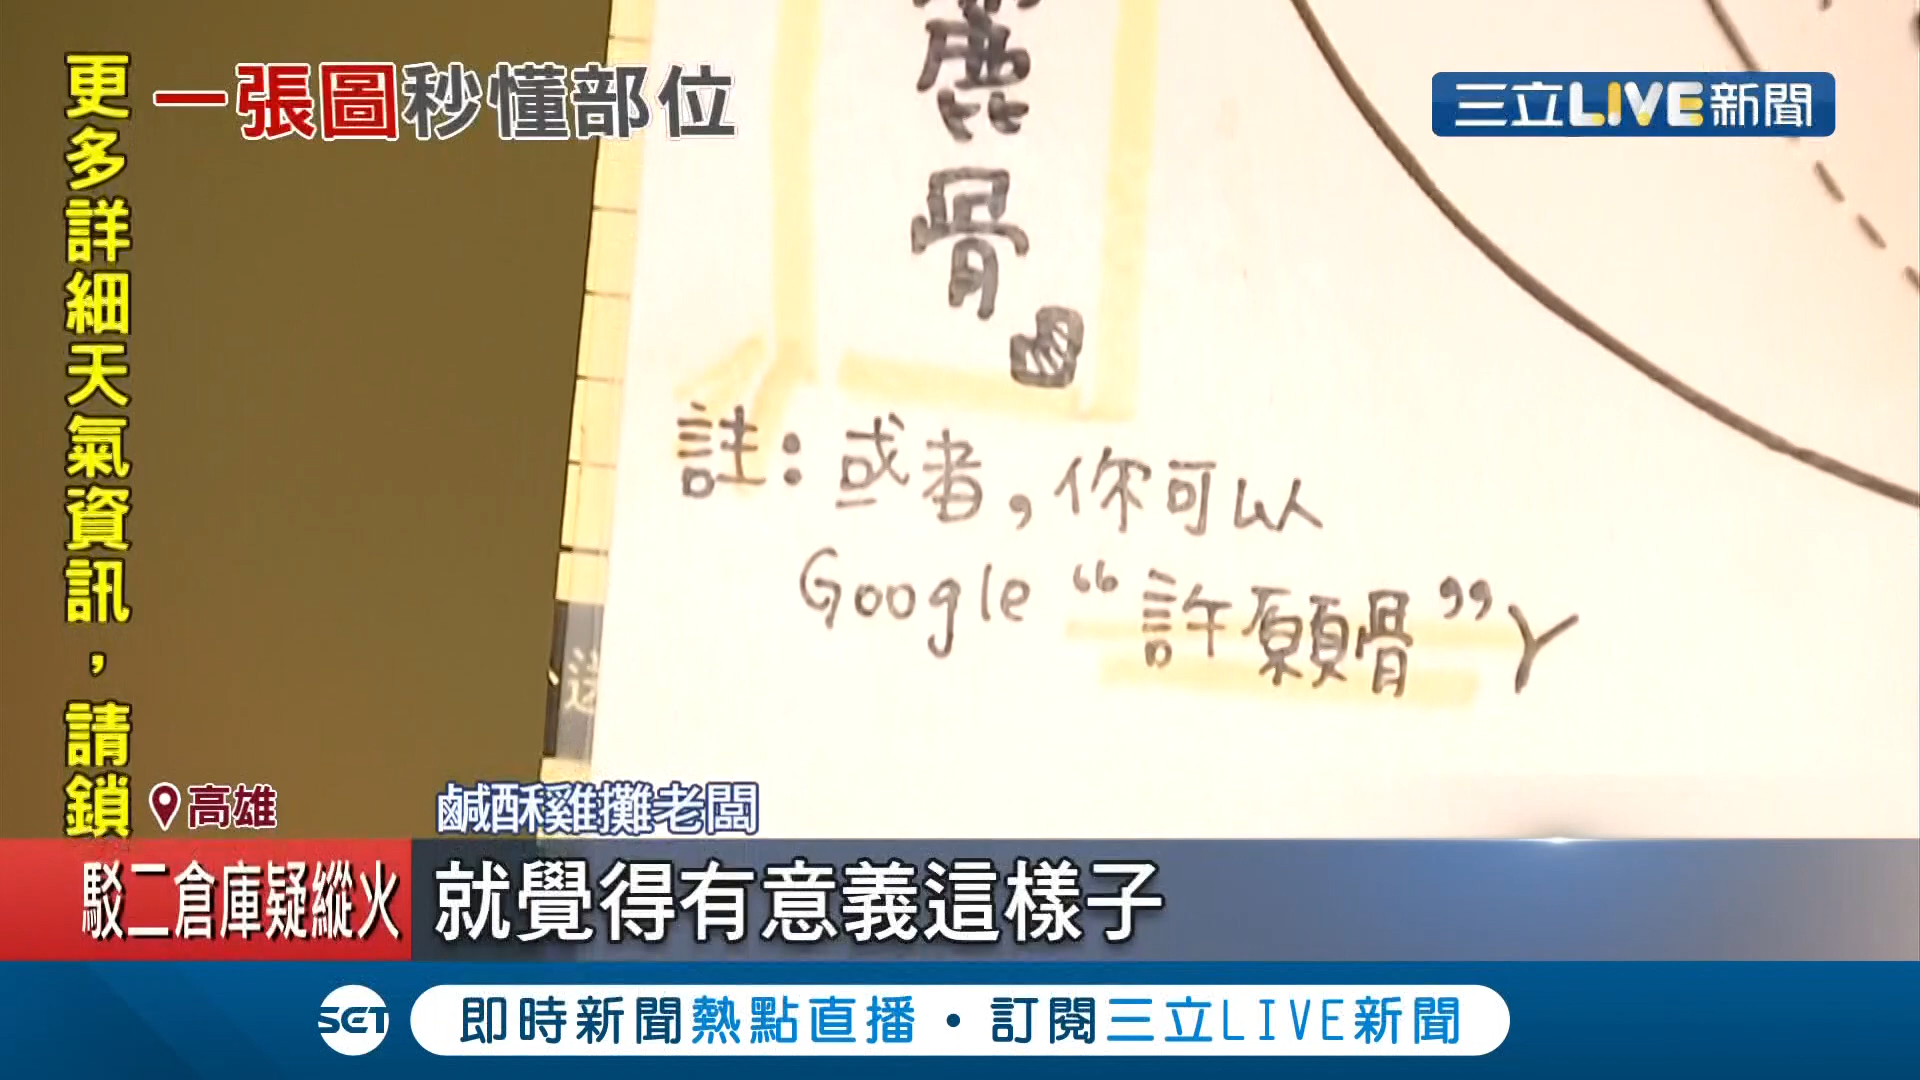 更多詳細天氣資訊，請鎖
一張圖秒懂部位
三立LIVE新聞
骨』
註：或者，你可以
Google “許願骨”Y
送
高雄
鹹酥雞攤老闆
駁二倉庫疑縱火
就覺得有意義這樣子
SET
即時新聞熱點直播・訂閱三立LIVE新聞